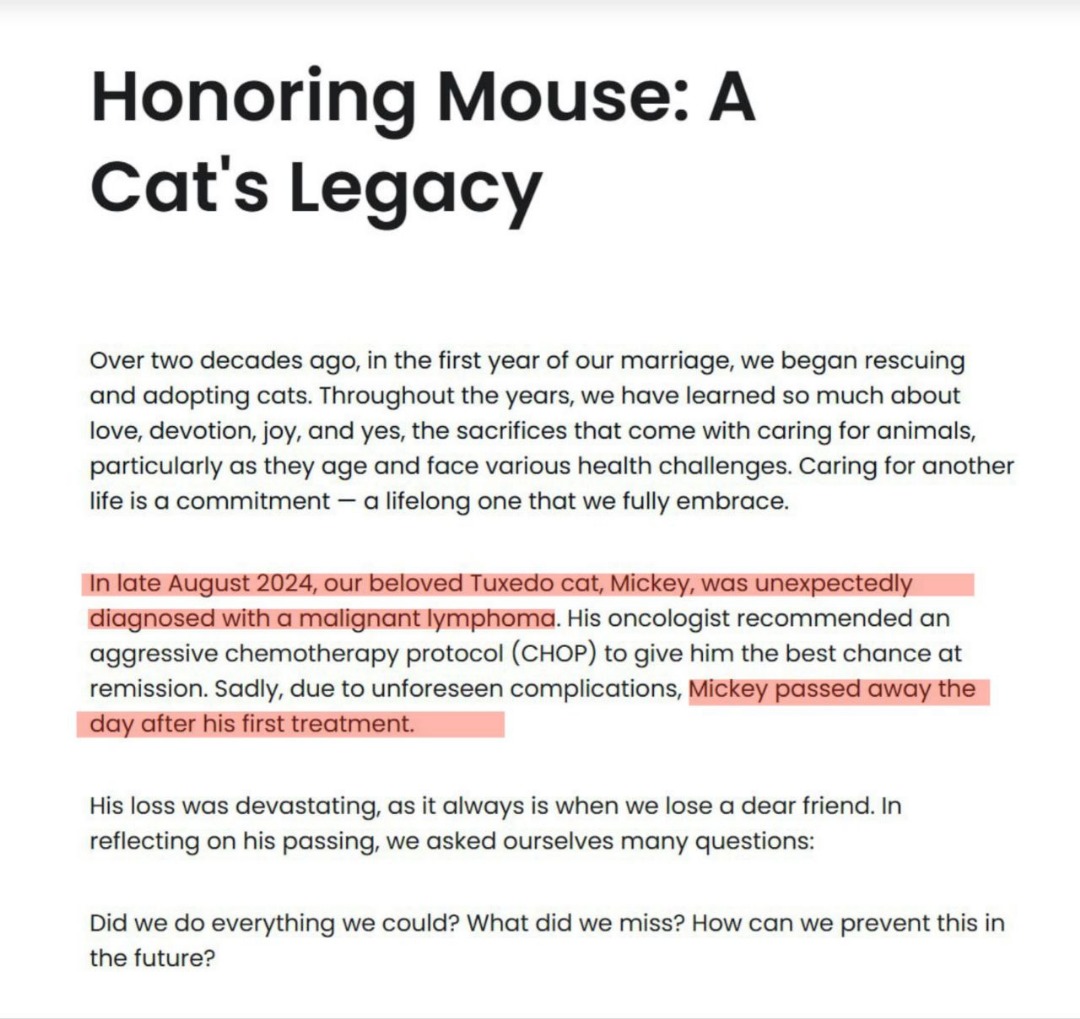 Honoring Mouse: A
Cat's Legacy
Over two decades ago, in the first year of our marriage, we began rescuing
and adopting cats. Throughout the years, we have learned so much about
love, devotion, joy, and yes, the sacrifices that come with caring for animals,
particularly as they age and face various health challenges. Caring for another
life is a commitment — a lifelong one that we fully embrace.
In late August 2024, our beloved Tuxedo cat, Mickey, was unexpectedly
diagnosed with a malignant lymphoma. His oncologist recommended an
aggressive chemotherapy protocol (CHOP) to give him the best chance at
remission. Sadly, due to unforeseen complications, Mickey passed away the
day after his first treatment.
His loss was devastating, as it always is when we lose a dear friend. In
reflecting on his passing, we asked ourselves many questions:
Did we do everything we could? What did we miss? How can we prevent this in
the future?